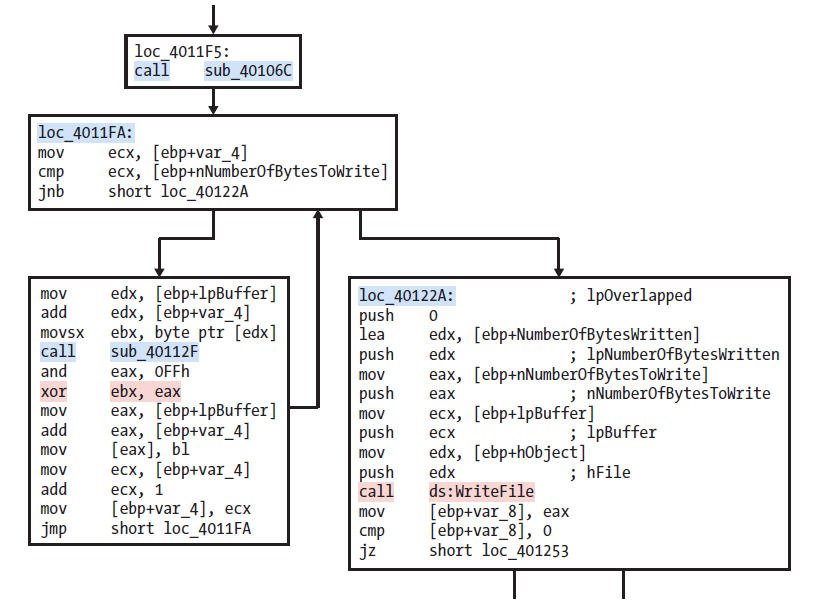 loc_4011F5:
call sub_40106C
loc_4011FA:
mov ecx, [ebp+var_4]
cmp ecx, [ebp+nNumberOfBytesToWrite]
jnb short loc_40122A
mov edx, [ebp+lpBuffer]
add edx, [ebp+var_4]
movsx ebx, byte ptr [edx]
call sub_40112F
and eax, 0FFh
xor ebx, eax
mov eax, [ebp+lpBuffer]
add eax, [ebp+var_4]
mov [eax], bl
mov ecx, [ebp+var_4]
add ecx, 1
mov [ebp+var_4], ecx
jmp short loc_4011FA
loc_40122A: ; lpOverlapped
push 0
lea edx, [ebp+NumberOfBytesWritten]
push edx ; lpNumberOfBytesWritten
mov eax, [ebp+nNumberOfBytesToWrite]
push eax ; nNumberOfBytesToWrite
mov ecx, [ebp+lpBuffer]
push ecx ; lpBuffer
mov edx, [ebp+hObject]
push edx ; hFile
call ds:WriteFile
mov [ebp+var_8], eax
cmp [ebp+var_8], 0
jz short loc_401253